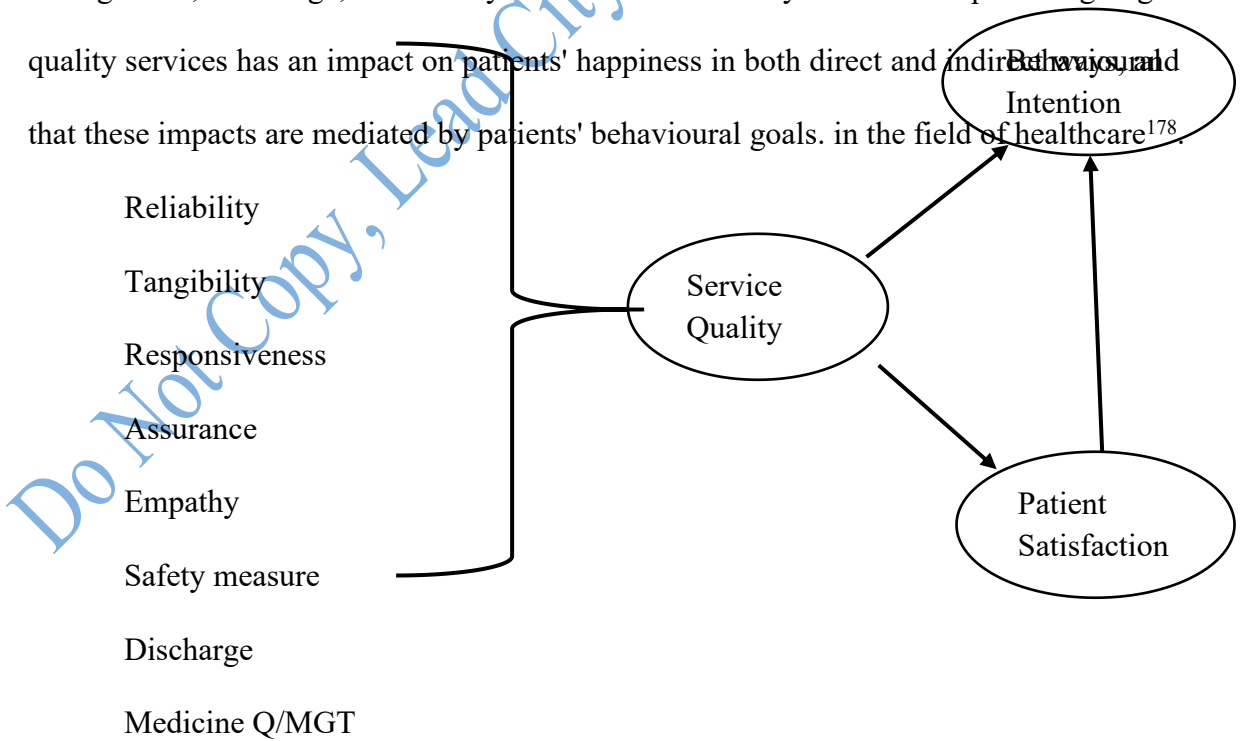 quality services has an impact on patients' happiness in both direct and indirect ways, and
Behavioural
Intention
that these impacts are mediated by patients' behavioural goals. in the field of healthcare¹⁷⁸.
Reliability
Tangibility
Responsiveness
Assurance
Empathy
Safety measure
Discharge
Medicine Q/MGT
Service
Quality
Patient
Satisfaction
Do Not Copy, Lead City